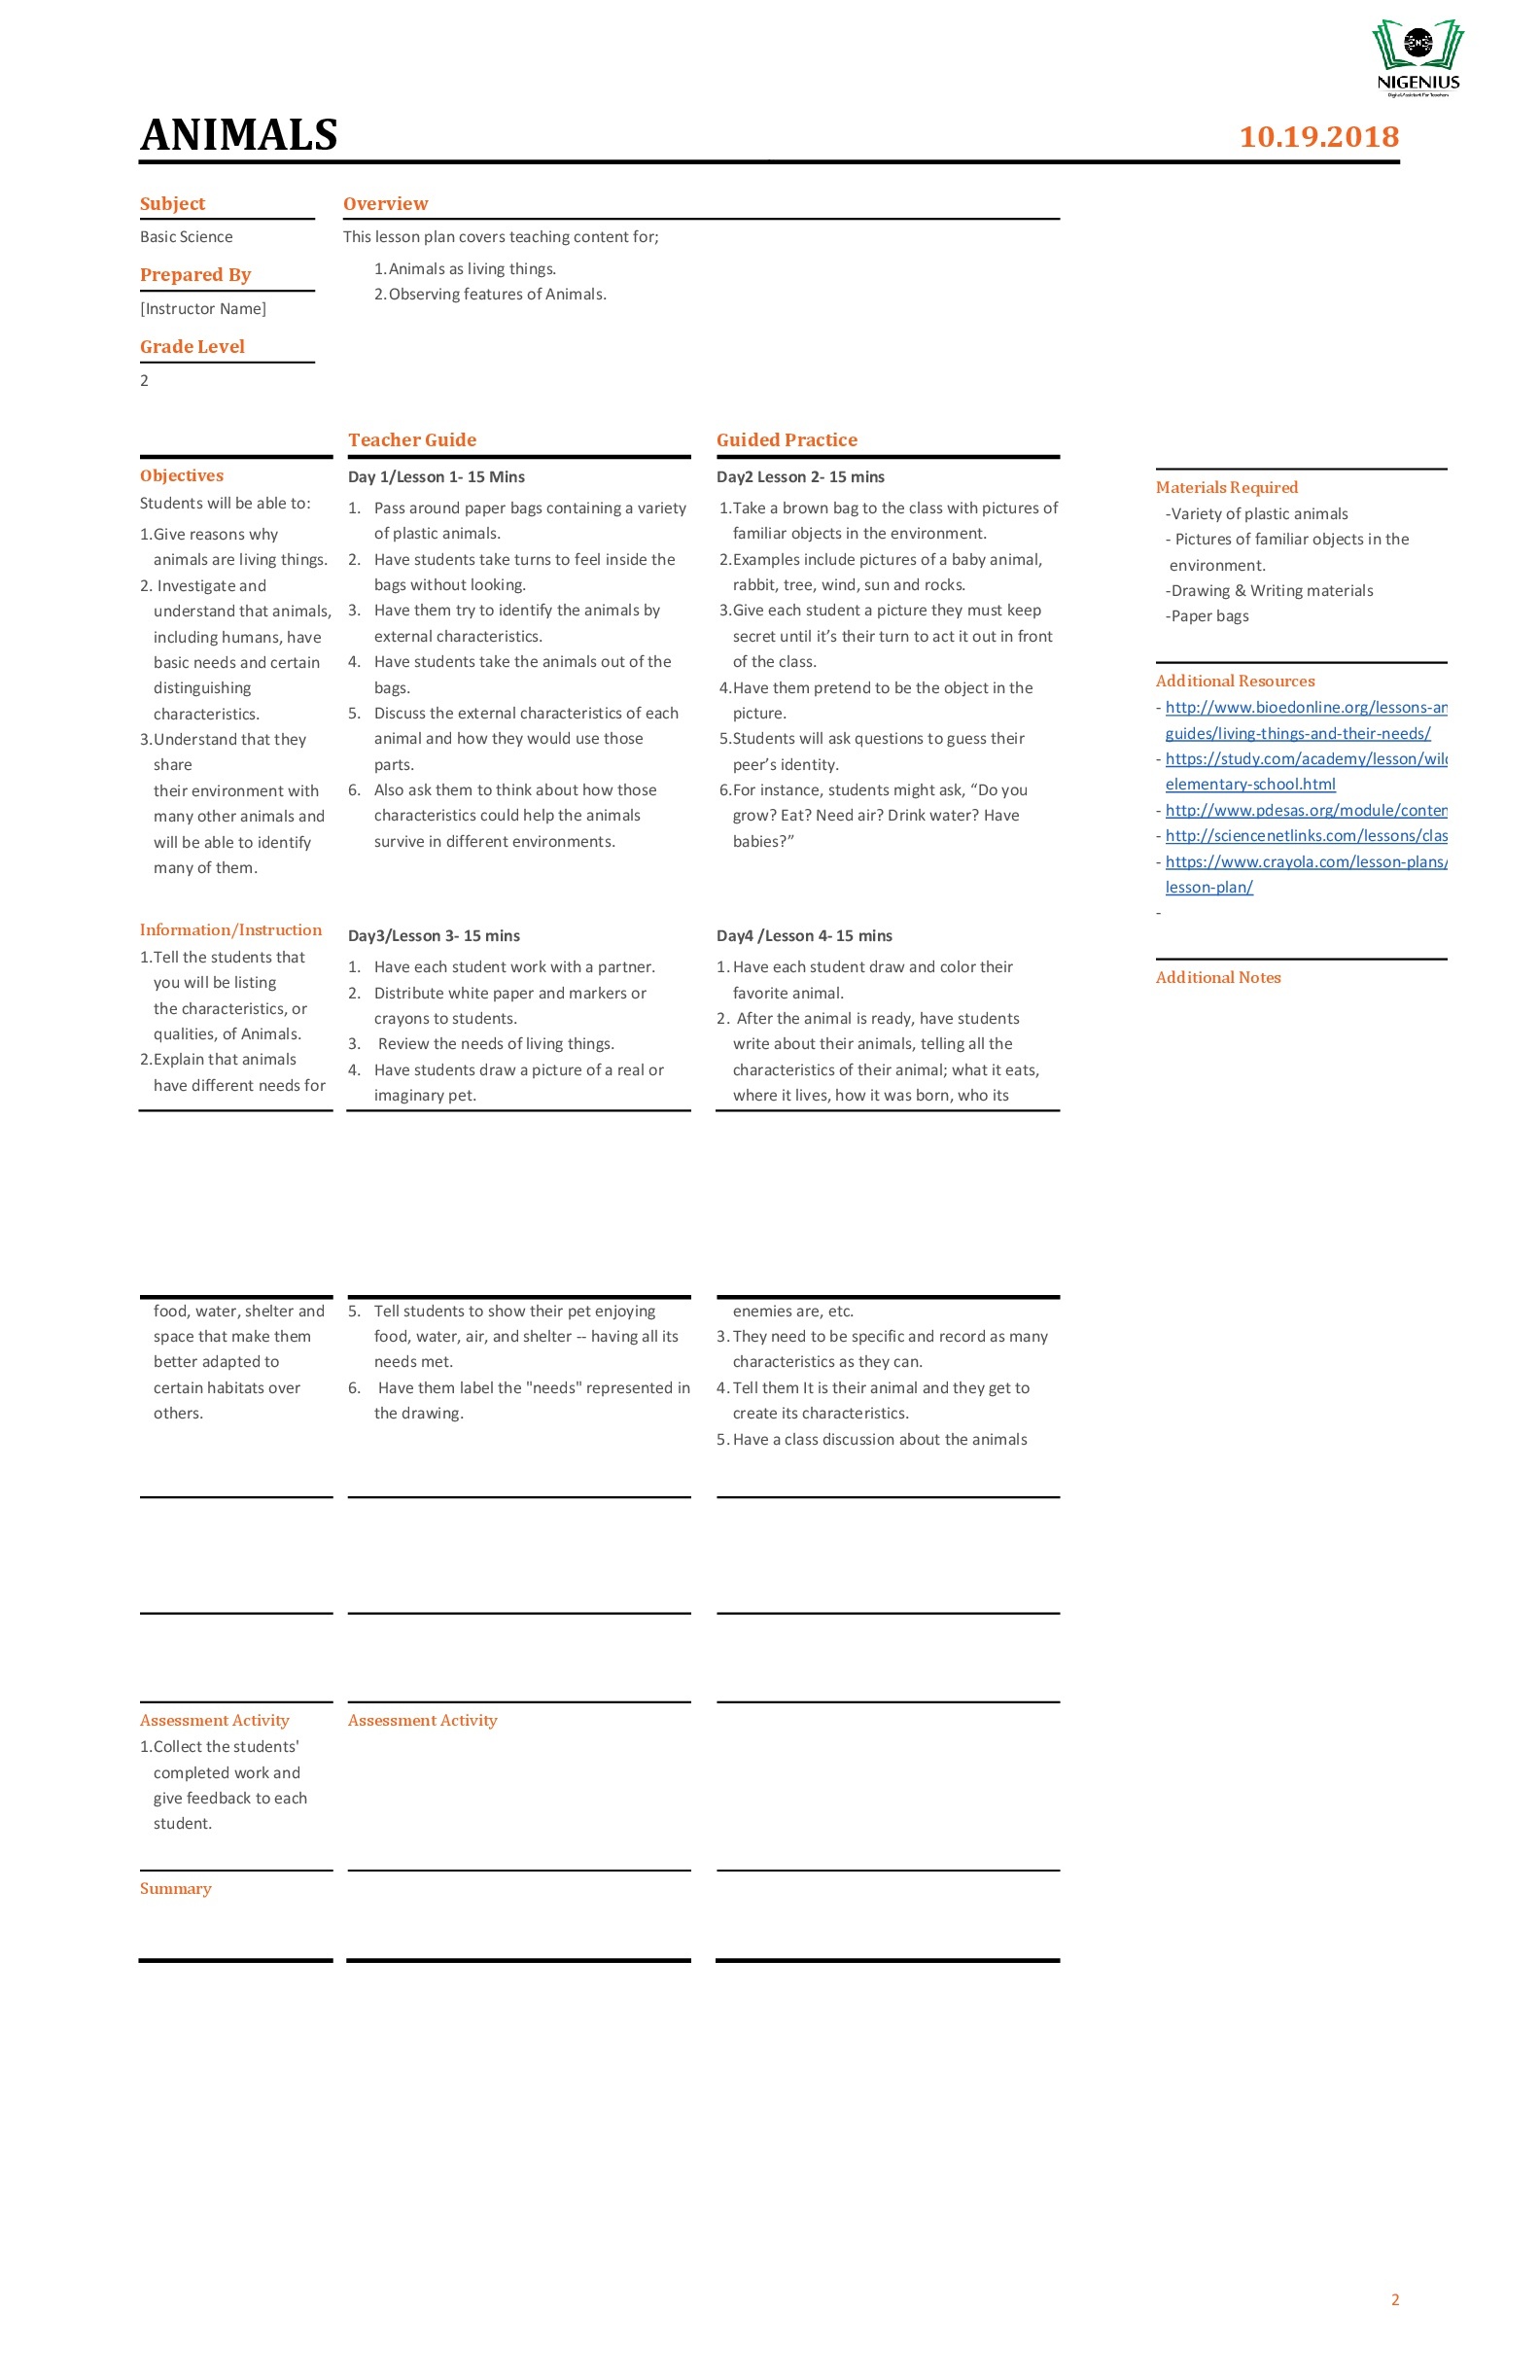 NIGENIUS
Digital Assistant For Teachers
ANIMALS
10.19.2018
Subject
Basic Science
Prepared By
[Instructor Name]
Grade Level
2
Overview
This lesson plan covers teaching content for;
1.Animals as living things.
2.Observing features of Animals.
Objectives
Students will be able to:
1.Give reasons why
animals are living things.
2. Investigate and
understand that animals,
including humans, have
basic needs and certain
distinguishing
characteristics.
3.Understand that they
share
their environment with
many other animals and
will be able to identify
many of them.
Information/Instruction
1.Tell the students that
you will be listing
the characteristics, or
qualities, of Animals.
2.Explain that animals
have different needs for
food, water, shelter and
space that make them
better adapted to
certain habitats over
others.
Teacher Guide
Day 1/Lesson 1- 15 Mins
1. Pass around paper bags containing a variety
of plastic animals.
2. Have students take turns to feel inside the
bags without looking.
3. Have them try to identify the animals by
external characteristics.
4. Have students take the animals out of the
bags.
5. Discuss the external characteristics of each
animal and how they would use those
parts.
6. Also ask them to think about how those
characteristics could help the animals
survive in different environments.
Day3/Lesson 3- 15 mins
1. Have each student work with a partner.
2. Distribute white paper and markers or
crayons to students.
3. Review the needs of living things.
4. Have students draw a picture of a real or
imaginary pet.
5. Tell students to show their pet enjoying
food, water, air, and shelter -- having all its
needs met.
6. Have them label the "needs" represented in
the drawing.
Guided Practice
Day2 Lesson 2- 15 mins
1.Take a brown bag to the class with pictures of
familiar objects in the environment.
2.Examples include pictures of a baby animal,
rabbit, tree, wind, sun and rocks.
3.Give each student a picture they must keep
secret until it’s their turn to act it out in front
of the class.
4.Have them pretend to be the object in the
picture.
5.Students will ask questions to guess their
peer’s identity.
6.For instance, students might ask, “Do you
grow? Eat? Need air? Drink water? Have
babies?”
Day4 /Lesson 4- 15 mins
1. Have each student draw and color their
favorite animal.
2. After the animal is ready, have students
write about their animals, telling all the
characteristics of their animal; what it eats,
where it lives, how it was born, who its
enemies are, etc.
3. They need to be specific and record as many
characteristics as they can.
4. Tell them It is their animal and they get to
create its characteristics.
5. Have a class discussion about the animals
Materials Required
-Variety of plastic animals
- Pictures of familiar objects in the
environment.
-Drawing & Writing materials
-Paper bags
Additional Resources
- http://www.bioedonline.org/lessons-an
guides/living-things-and-their-needs/
- https://study.com/academy/lesson/wild
elementary-school.html
- http://www.pdesas.org/module/conten
- http://sciencenetlinks.com/lessons/clas
- https://www.crayola.com/lesson-plans/
lesson-plan/
-
Additional Notes
Assessment Activity
1.Collect the students'
completed work and
give feedback to each
student.
Assessment Activity
Summary
2